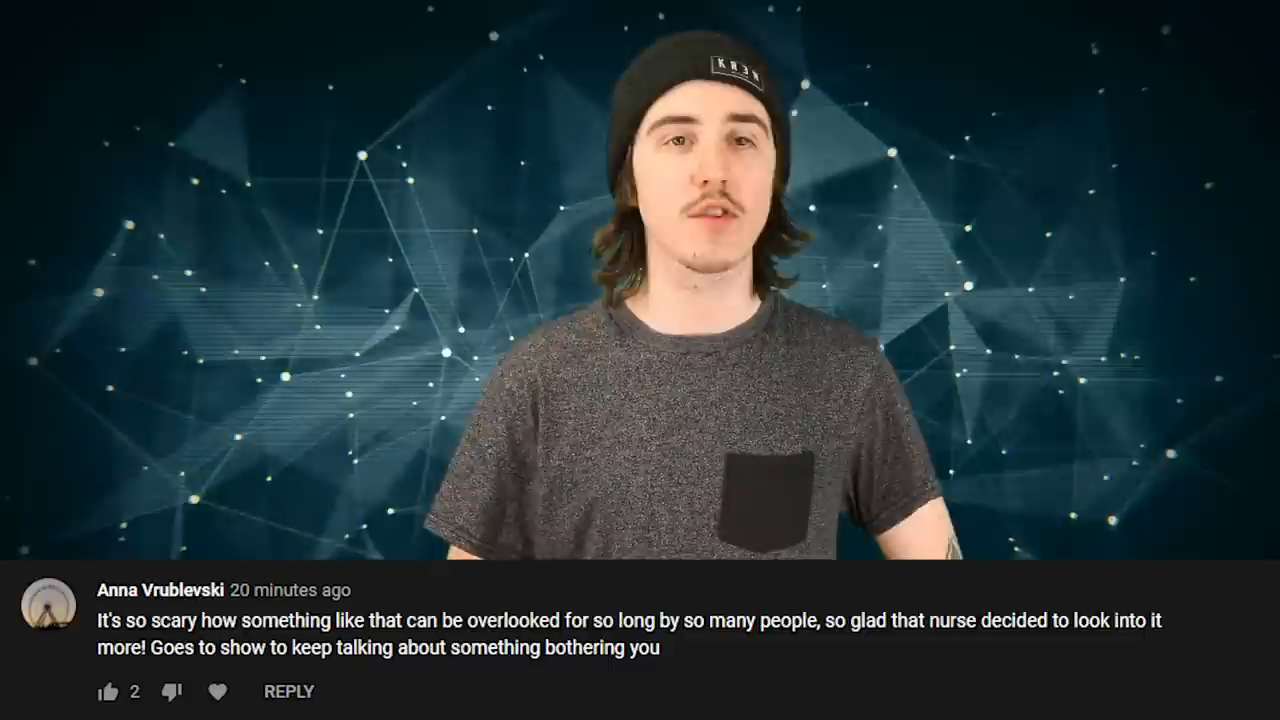 KR3W
Anna Vrublevski 20 minutes ago
It's so scary how something like that can be overlooked for so long by so many people, so glad that nurse decided to look into it
more! Goes to show to keep talking about something bothering you
2 REPLY